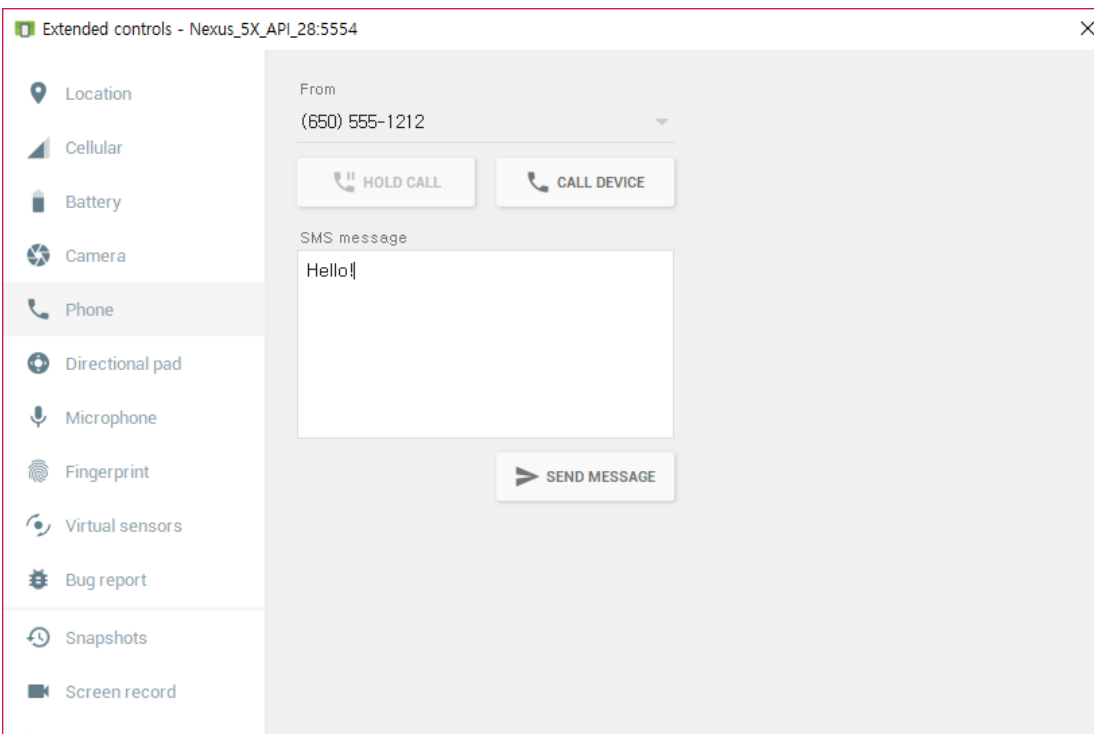 Extended controls - Nexus_5X_API_28:5554
Location
Cellular
Battery
Camera
Phone
Directional pad
Microphone
Fingerprint
Virtual sensors
Bug report
Snapshots
Screen record
From
(650) 555-1212
HOLD CALL
CALL DEVICE
SMS message
Hello!
SEND MESSAGE